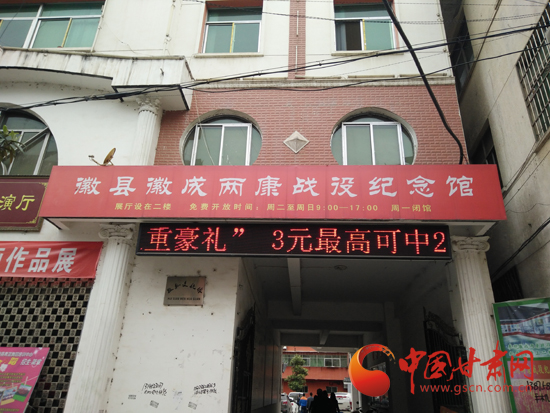 徽县徽成两康战役纪念馆
展厅设在二楼 免费开放时间：周二至周日9:00—17:00 周一闭馆
重豪礼” 3元最高可中2
演厅
作品展
中国甘肃网
www.gscn.com.cn